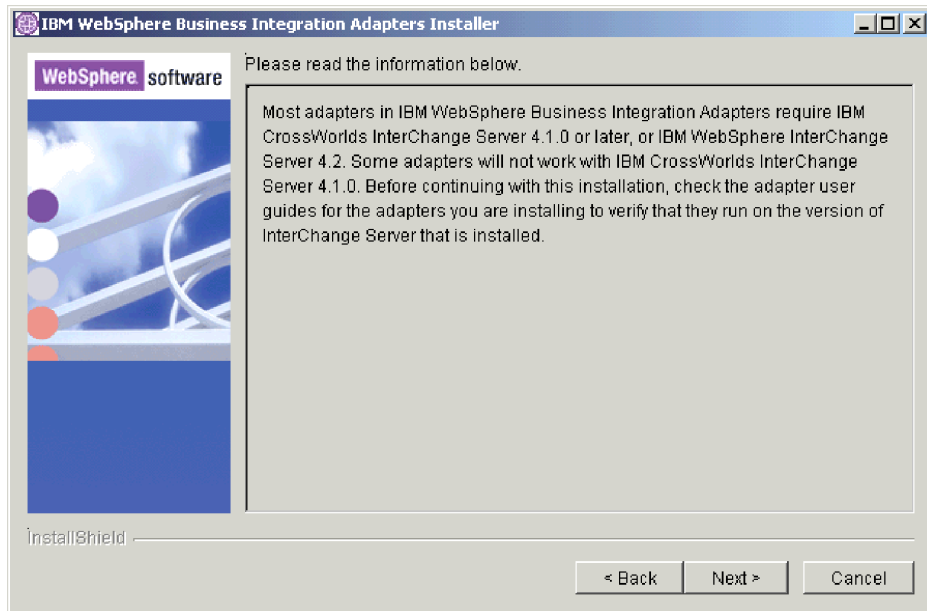 IBM WebSphere Business Integration Adapters Installer
WebSphere software
Please read the information below.
Most adapters in IBM WebSphere Business Integration Adapters require IBM
CrossWorlds InterChange Server 4.1.0 or later, or IBM WebSphere InterChange
Server 4.2. Some adapters will not work with IBM CrossWorlds InterChange
Server 4.1.0. Before continuing with this installation, check the adapter user
guides for the adapters you are installing to verify that they run on the version of
InterChange Server that is installed.
InstallShield
< Back
Next >
Cancel